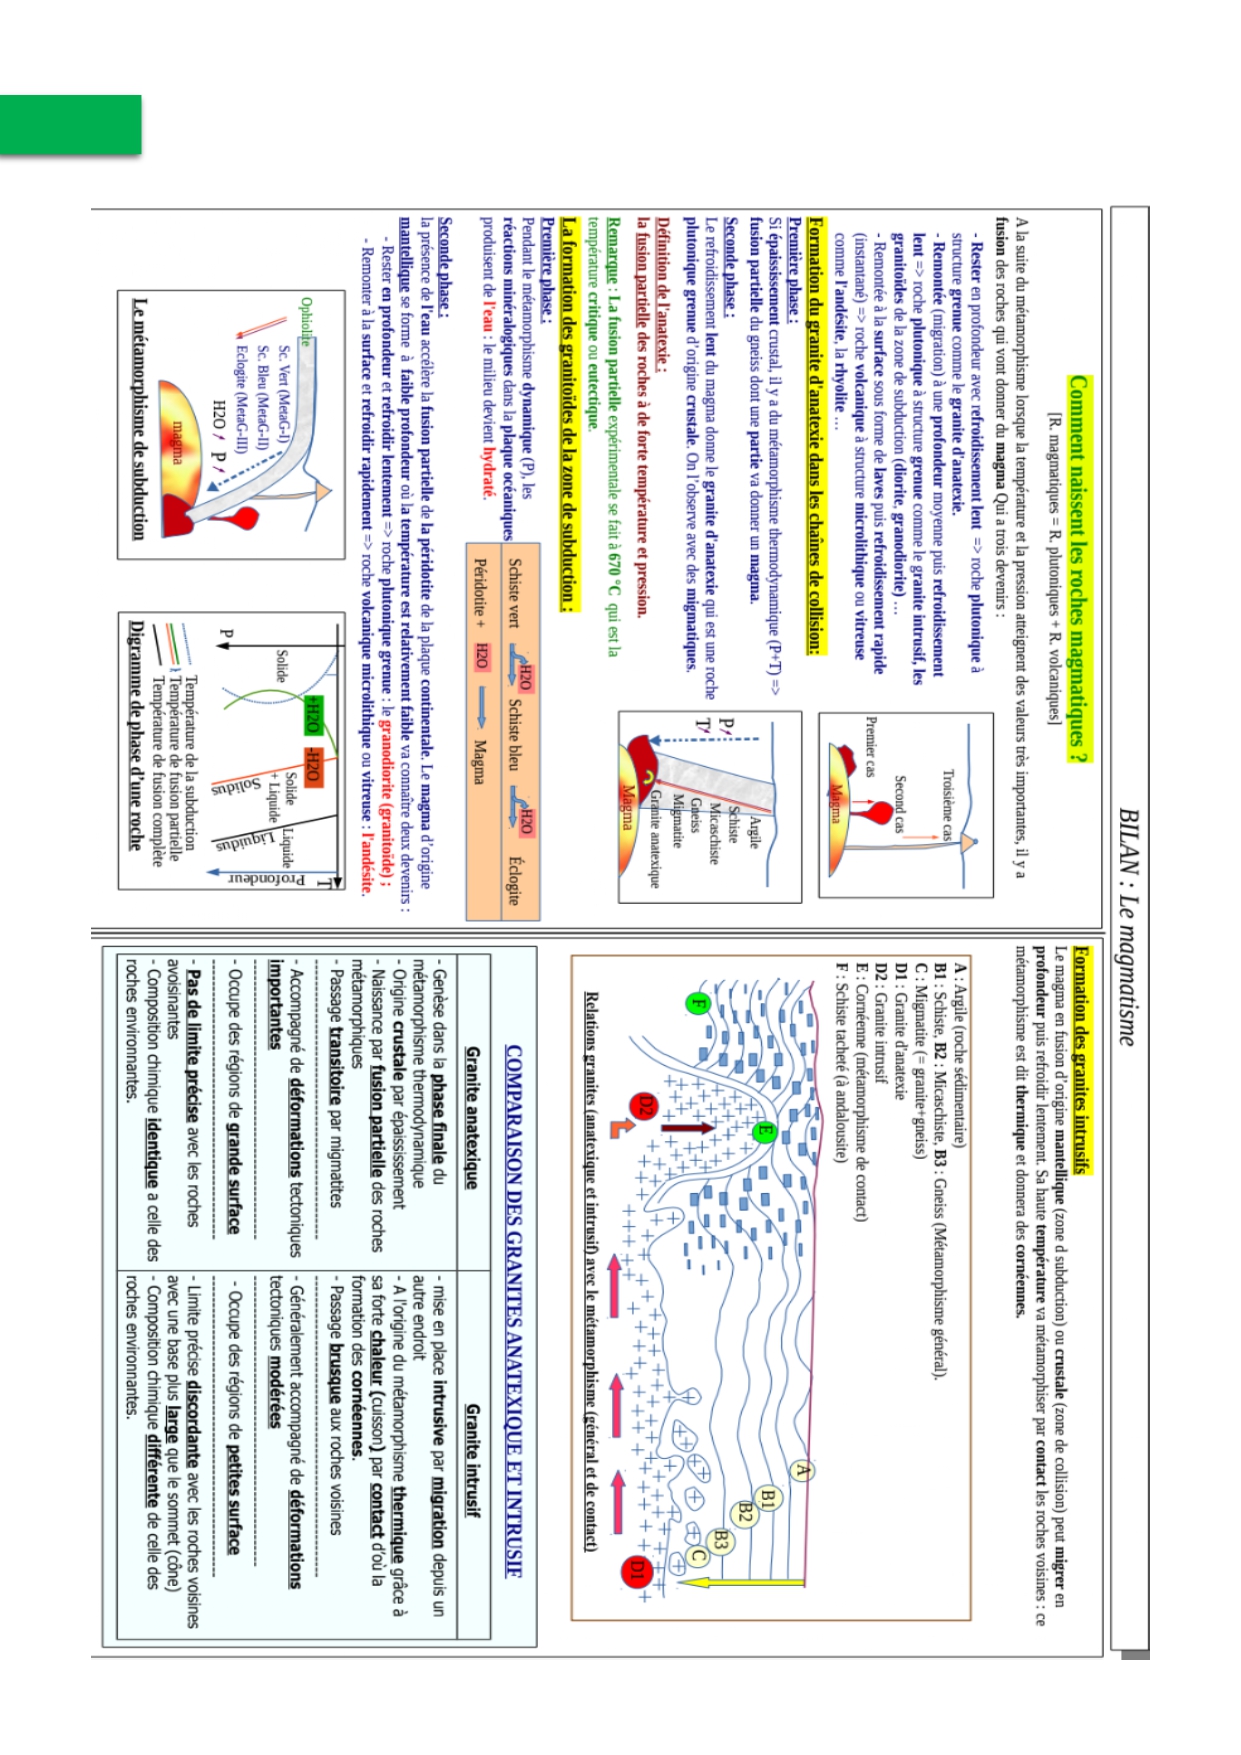 BILAN : Le magmatisme
Comment naissent les roches magmatiques ?
[R. magmatiques = R. plutoniques + R. volcaniques]
A la suite du métamorphisme lorsque la température et la pression atteignent des valeurs très importantes, il y a
fusion des roches qui vont donner du magma Qui a trois devenirs :
- Rester en profondeur avec refroidissement lent => roche plutonique à
structure grenue comme le granite d'anatexie.
- Remontée (migration) à une profondeur moyenne puis refroidissement
lent => roche plutonique à structure grenue comme le granite intrusif, les
granitoïdes de la zone de subduction (diorite, granodiorite) …
- Remontée à la surface sous forme de laves puis refroidissement rapide
(instantané) => roche volcanique à structure microlithique ou vitreuse
comme l'andésite, la rhyolite …
Troisième cas
Second cas
Premier cas
Magma
Formation du granite d'anatexie dans les chaînes de collision:
Première phase :
Si épaississement crustal, il y a du métamorphisme thermodynamique (P+T) =>
fusion partielle du gneiss dont une partie va donner un magma.
Seconde phase :
Le refroidissement lent du magma donne le granite d'anatexie qui est une roche
plutonique grenue d'origine crustale. On l'observe avec des migmatiques.
Définition de l'anatexie :
la fusion partielle des roches à de forte température et pression.
Remarque : La fusion partielle expérimentale se fait à 670 °C qui est la
température critique ou eutectique.
P
T
Argile
Schiste
Micaschiste
Gneiss
Migmatite
Granite anatexique
Magma
La formation des granitoïdes de la zone de subduction :
Première phase :
Pendant le métamorphisme dynamique (P), les
réactions minéralogiques dans la plaque océaniques
produisent de l'eau : le milieu devient hydraté.
Schiste vert H2O Schiste bleu H2O Éclogite
Péridotite + H2O Magma
Seconde phase :
la présence de l'eau accélère la fusion partielle de la péridotite de la plaque continentale. Le magma d'origine
mantellique se forme à faible profondeur où la température est relativement faible va connaître deux devenirs :
- Rester en profondeur et refroidir lentement => roche plutonique grenue : le granodiorite (granitoïde) ;
- Remonter à la surface et refroidir rapidement => roche volcanique microlithique ou vitreuse : l'andésite.
Ophiolite
Sc. Vert (MetaG-I)
Sc. Bleu (MetaG-II)
Eclogite (MetaG-III)
H2O P
magma
Le métamorphisme de subduction
T
P
Profondeur
Solide
+H2O
-H2O
Solide
+ Liquide
Liquide
Solidus
Liquidus
Température de la subduction
Température de fusion partielle
Température de fusion complète
Digramme de phase d'une roche
Formation des granites intrusifs
Le magma en fusion d'origine mantellique (zone d subduction) ou crustale (zone de collision) peut migrer en
profondeur puis refroidir lentement. Sa haute température va métamorphiser par contact les roches voisines : ce
métamorphisme est dit thermique et donnera des cornéennes.
A : Argile (roche sédimentaire)
B1 : Schiste, B2 : Micaschiste, B3 : Gneiss (Métamorphisme général).
C : Migmatite (= granite+gneiss)
D1 : Granite d'anatexie
D2 : Granite intrusif
E : Cornéenne (métamorphisme de contact)
F : Schiste tacheté (à andalousite)
A
B1
B2
B3
C
D1
E
F
D2
Relations granites (anatexique et intrusif) avec le métamorphisme (général et de contact)
COMPARAISON DES GRANITES ANATEXIQUE ET INTRUSIF
Granite anatexique
- Genèse dans la phase finale du
métamorphisme thermodynamique
- Origine crustale par épaississement
- Naissance par fusion partielle des roches
métamorphiques
- Passage transitoire par migmatites
- Accompagné de déformations tectoniques
importantes
- Occupe des régions de grande surface
- Pas de limite précise avec les roches
avoisinantes
- Composition chimique identique a celle des
roches environnantes.
Granite intrusif
- mise en place intrusive par migration depuis un
autre endroit
- A l'origine du métamorphisme thermique grâce à
sa forte chaleur (cuisson) par contact d'où la
formation des cornéennes.
- Passage brusque aux roches voisines
- Généralement accompagné de déformations
tectoniques modérées
- Occupe des régions de petites surface
- Limite précise discordante avec les roches voisines
avec une base plus large que le sommet (cône)
- Composition chimique différente de celle des
roches environnantes.